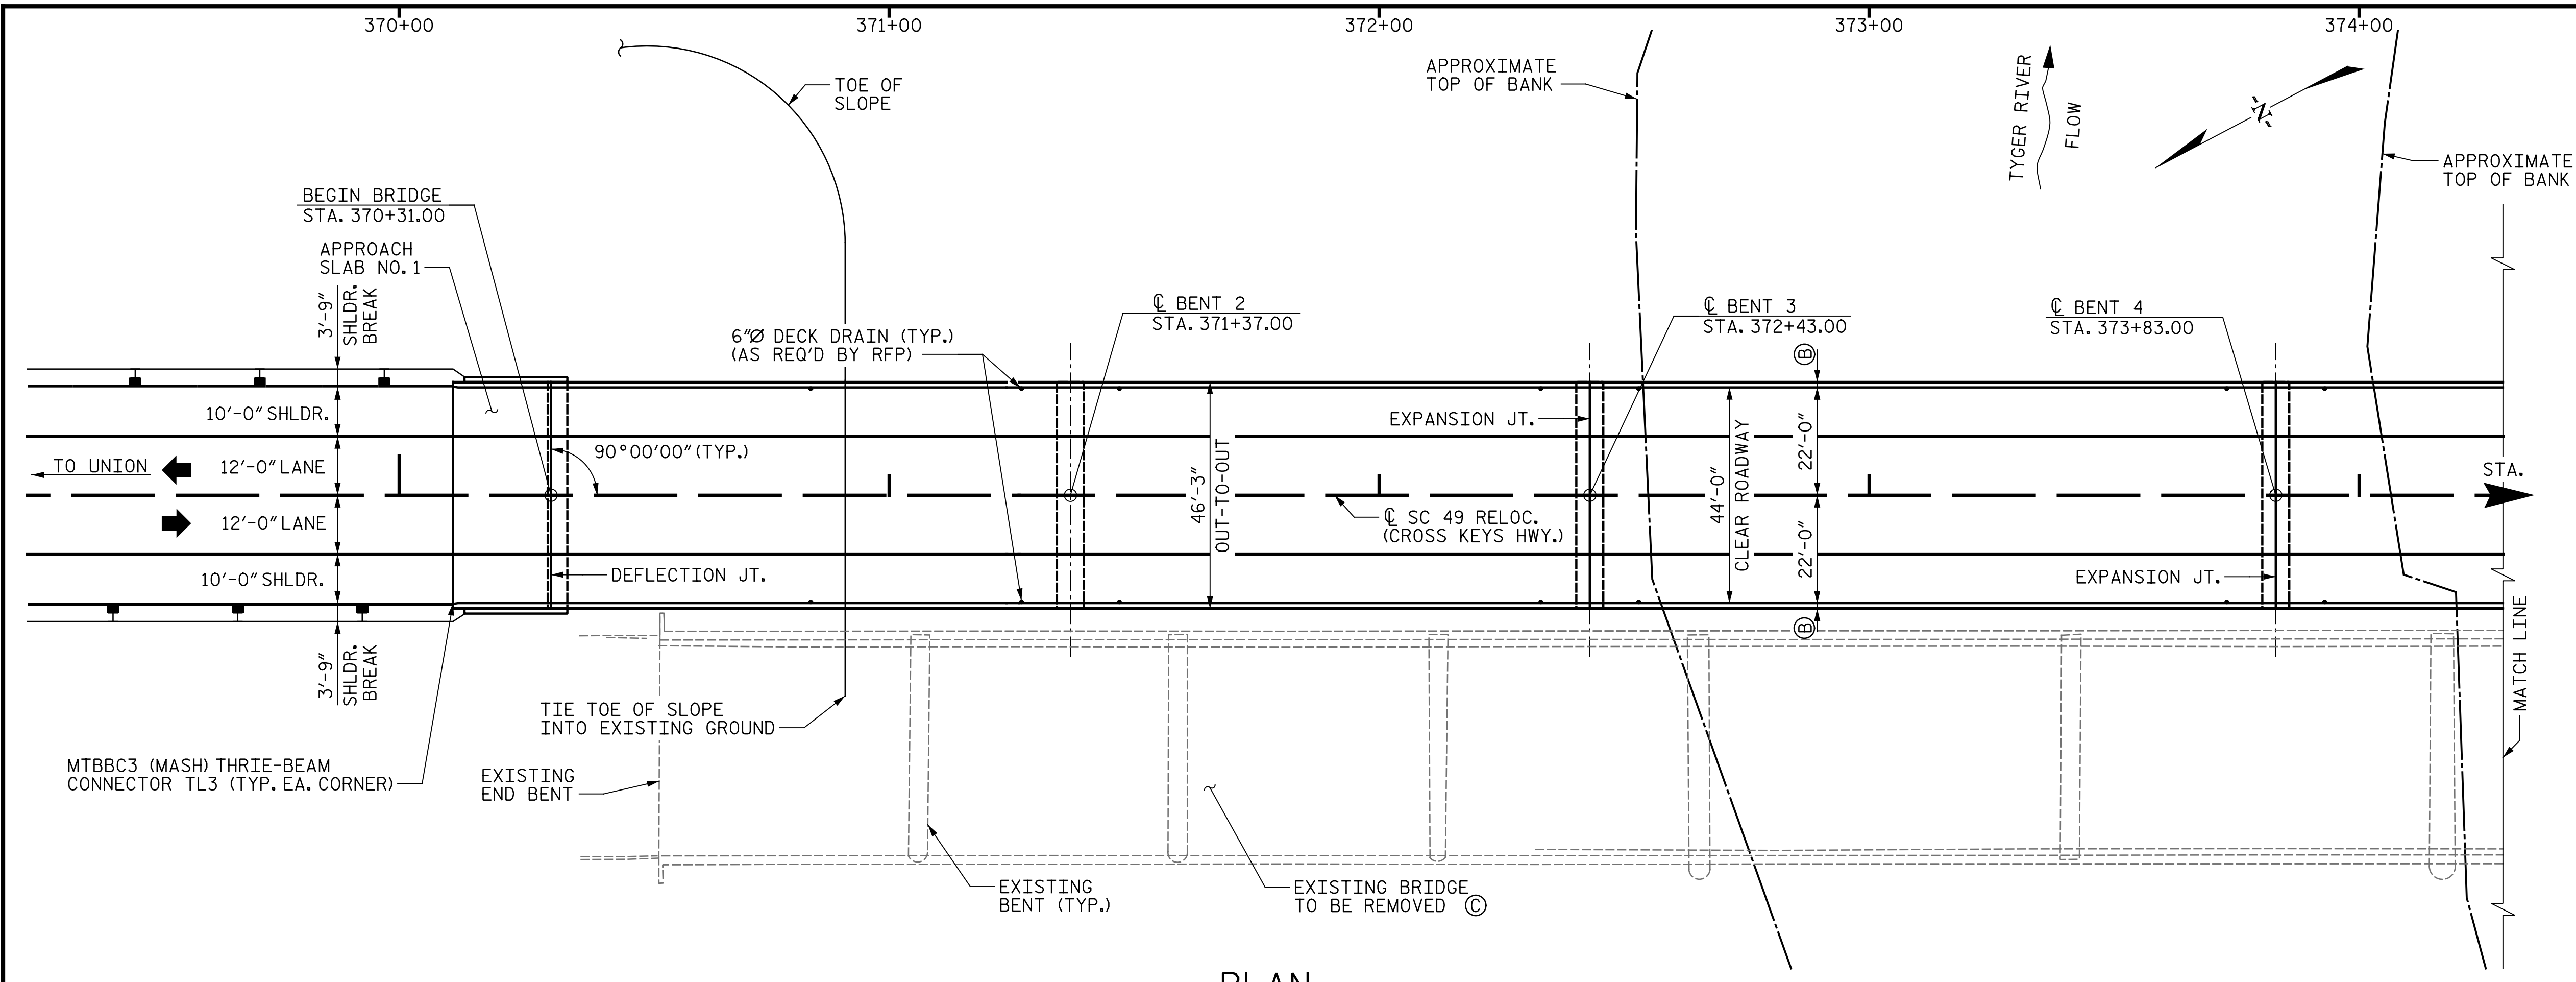 370+00
371+00
372+00
373+00
374+00
TOE OF
SLOPE
APPROXIMATE
TOP OF BANK
TYGER RIVER
FLOW
N
APPROXIMATE
TOP OF BANK
BEGIN BRIDGE
STA. 370+31.00
APPROACH
SLAB NO. 1
3'-9"
SHLDR.
BREAK
6"Ø DECK DRAIN (TYP.)
(AS REQ'D BY RFP)
℄ BENT 2
STA. 371+37.00
℄ BENT 3
STA. 372+43.00
℄ BENT 4
STA. 373+83.00
Ⓑ
10'-0" SHLDR.
EXPANSION JT.
TO UNION
12'-0" LANE
90°00'00" (TYP.)
46'-3"
OUT-TO-OUT
44'-0"
CLEAR ROADWAY
22'-0"
22'-0"
STA.
12'-0" LANE
℄ SC 49 RELOC.
(CROSS KEYS HWY.)
10'-0" SHLDR.
DEFLECTION JT.
EXPANSION JT.
Ⓑ
3'-9"
SHLDR.
BREAK
MATCH LINE
TIE TOE OF SLOPE
INTO EXISTING GROUND
MTBBC3 (MASH) THRIE-BEAM
CONNECTOR TL3 (TYP. EA. CORNER)
EXISTING
END BENT
EXISTING
BENT (TYP.)
EXISTING BRIDGE
TO BE REMOVED Ⓒ
PLAN